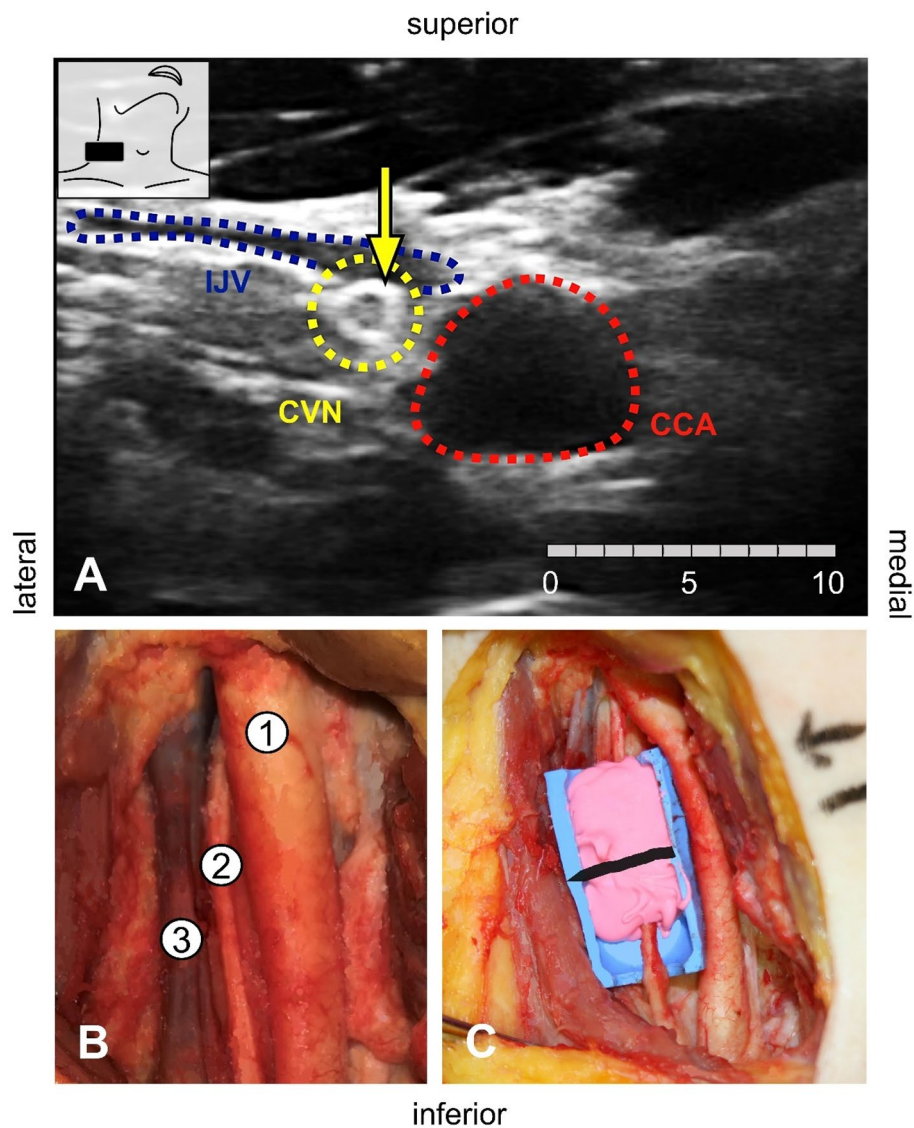 superior
IJV
CVN
CCA
lateral
medial
A
0 5 10
1
2
3
B
C
inferior